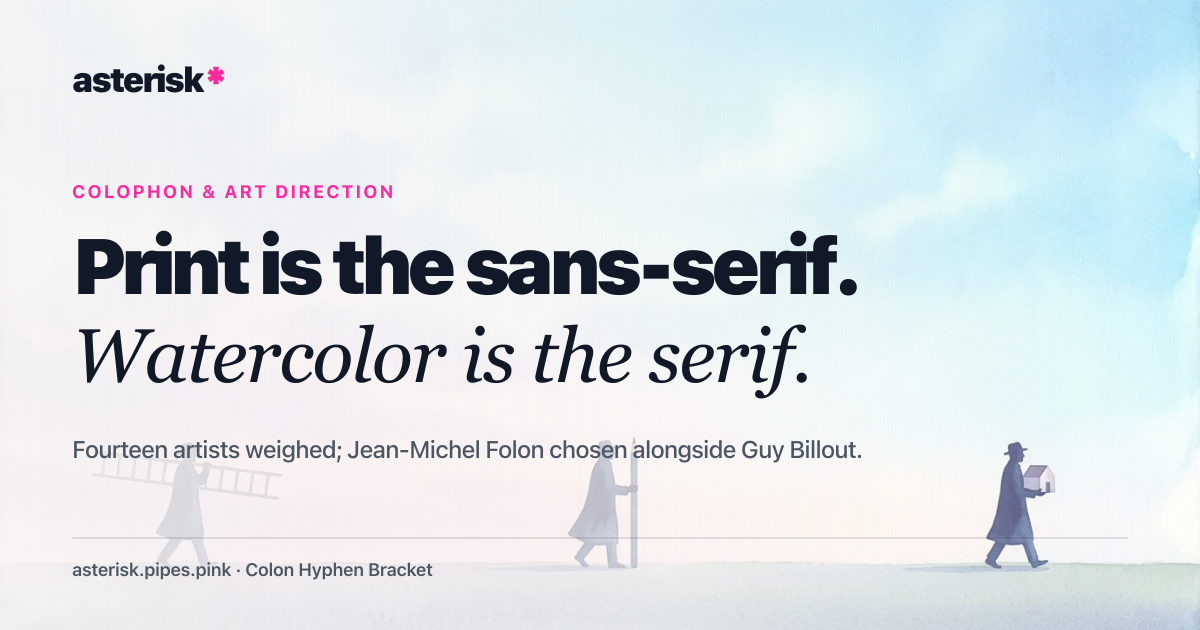 asterisk*
COLOPHON & ART DIRECTION
Print is the sans-serif.
Watercolor is the serif.
Fourteen artists weighed; Jean-Michel Folon chosen alongside Guy Billout.
asterisk.pipes.pink · Colon Hyphen Bracket